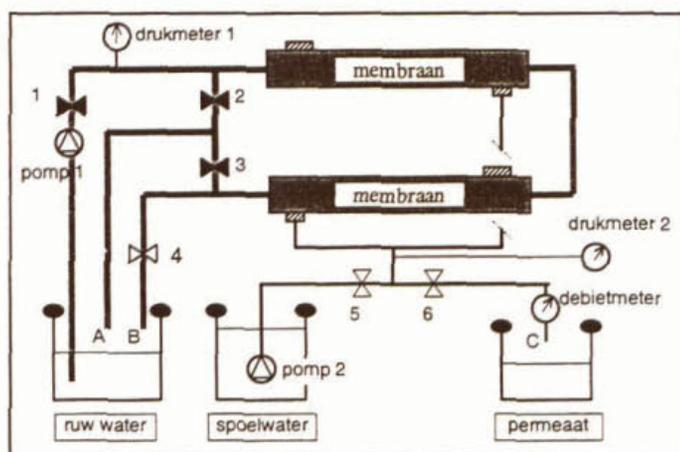 drukmeter 1
membraan
1
2
pomp 1
3
membraan
drukmeter 2
4
debietmeter
5
6
A
B
C
pomp 2
ruw water
spoelwater
permeaat